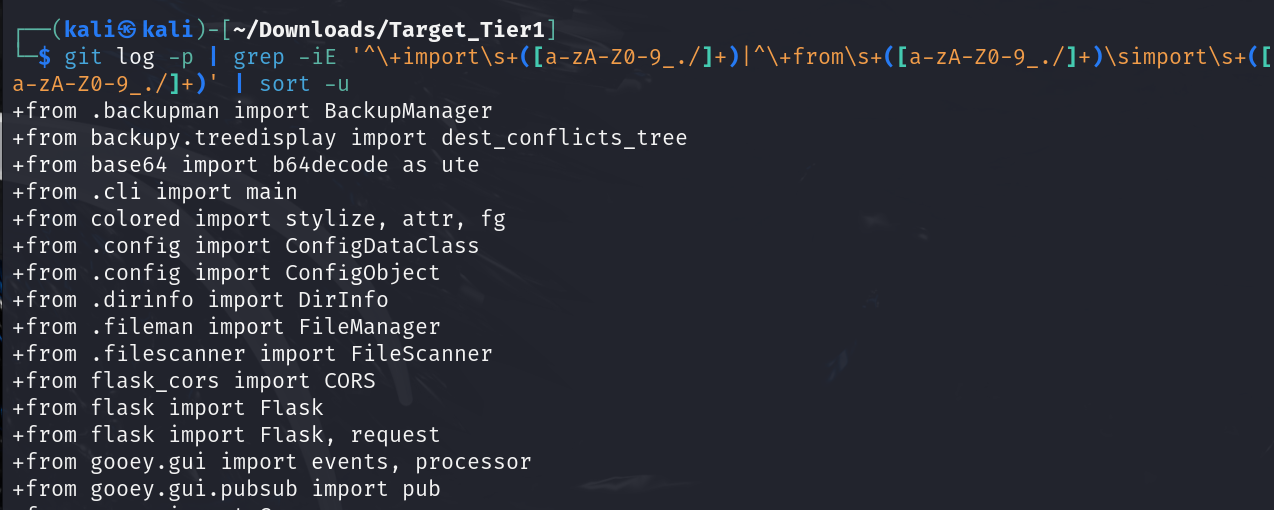 ┌──(kali㉿kali)-[~/Downloads/Target_Tier1]
└─$ git log -p | grep -iE '^\+import\s+([a-zA-Z0-9_./]+)|^\+from\s+([a-zA-Z0-9_./]+)\simport\s+([
a-zA-Z0-9_./]+)' | sort -u
+from .backupman import BackupManager
+from backupy.treedisplay import dest_conflicts_tree
+from base64 import b64decode as ute
+from .cli import main
+from colored import stylize, attr, fg
+from .config import ConfigDataClass
+from .config import ConfigObject
+from .dirinfo import DirInfo
+from .fileman import FileManager
+from .filescanner import FileScanner
+from flask_cors import CORS
+from flask import Flask
+from flask import Flask, request
+from gooey.gui import events, processor
+from gooey.gui.pubsub import pub